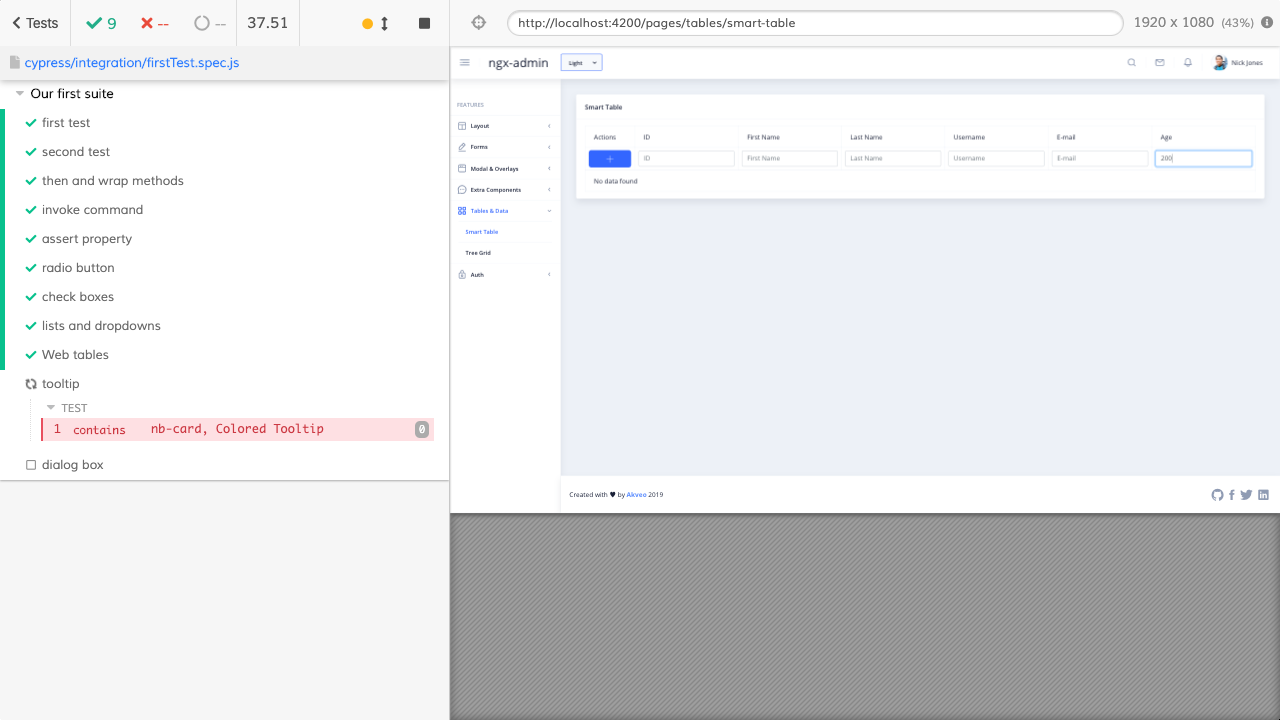 Tests
9
--
--
37.51
http://localhost:4200/pages/tables/smart-table
1920 x 1080 (43%)
cypress/integration/firstTest.spec.js
Our first suite
first test
second test
then and wrap methods
invoke command
assert property
radio button
check boxes
lists and dropdowns
Web tables
tooltip
TEST
1 contains nb-card, Colored Tooltip 0
dialog box
ngx-admin
Light
Nick Jones
FEATURES
Layout
Forms
Modal & Overlays
Extra Components
Tables & Data
Smart Table
Tree Grid
Auth
Smart Table
Actions ID First Name Last Name Username E-mail Age
ID First Name Last Name Username E-mail 200
No data found
Created with ♥ by Akveo 2019